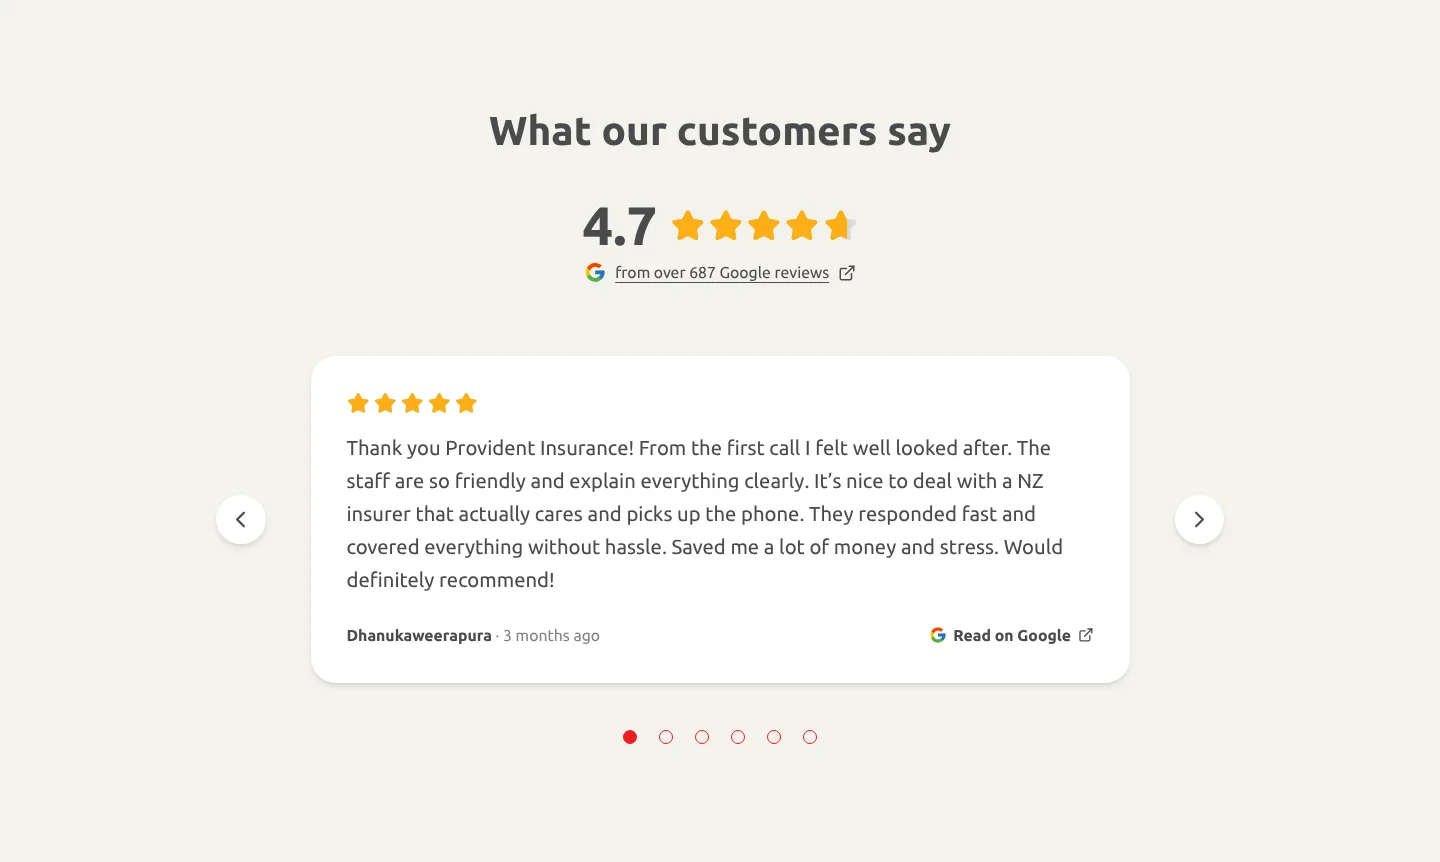 What our customers say
4.7
from over 687 Google reviews
Thank you Provident Insurance! From the first call I felt well looked after. The
staff are so friendly and explain everything clearly. It’s nice to deal with a NZ
insurer that actually cares and picks up the phone. They responded fast and
covered everything without hassle. Saved me a lot of money and stress. Would
definitely recommend!
Dhanukaweerapura · 3 months ago
Read on Google